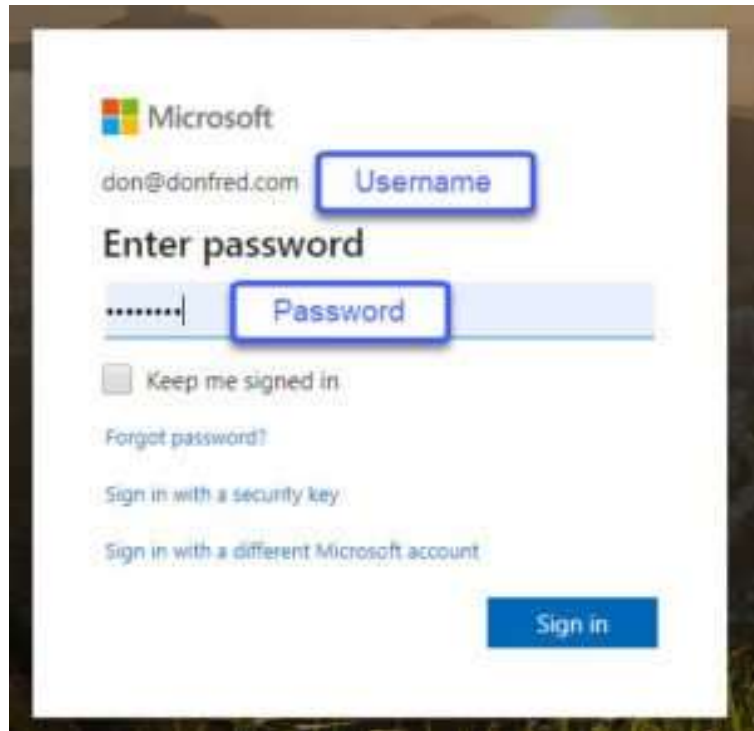 Microsoft
don@donfred.com Username
Enter password
•••••••• Password
Keep me signed in
Forgot password?
Sign in with a security key
Sign in with a different Microsoft account
Sign in